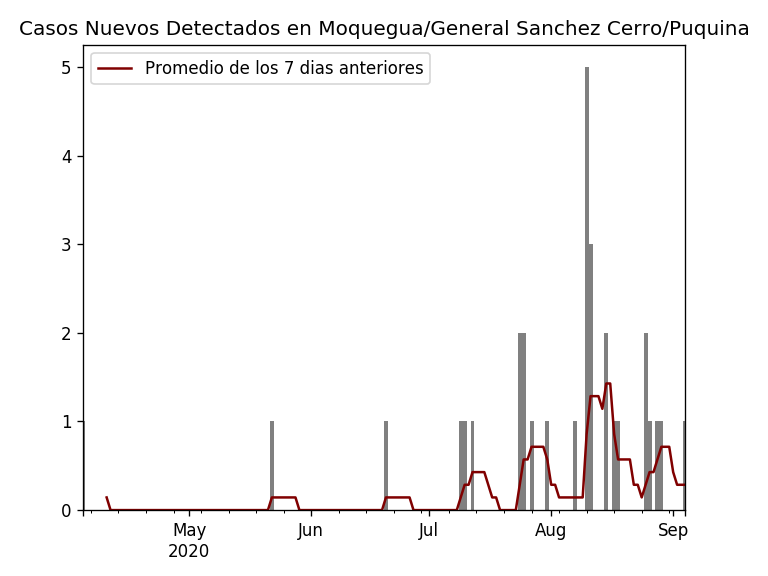 Casos Nuevos Detectados en Moquegua/General Sanchez Cerro/Puquina
Promedio de los 7 dias anteriores
5
4
3
2
1
0
May
2020
Jun
Jul
Aug
Sep